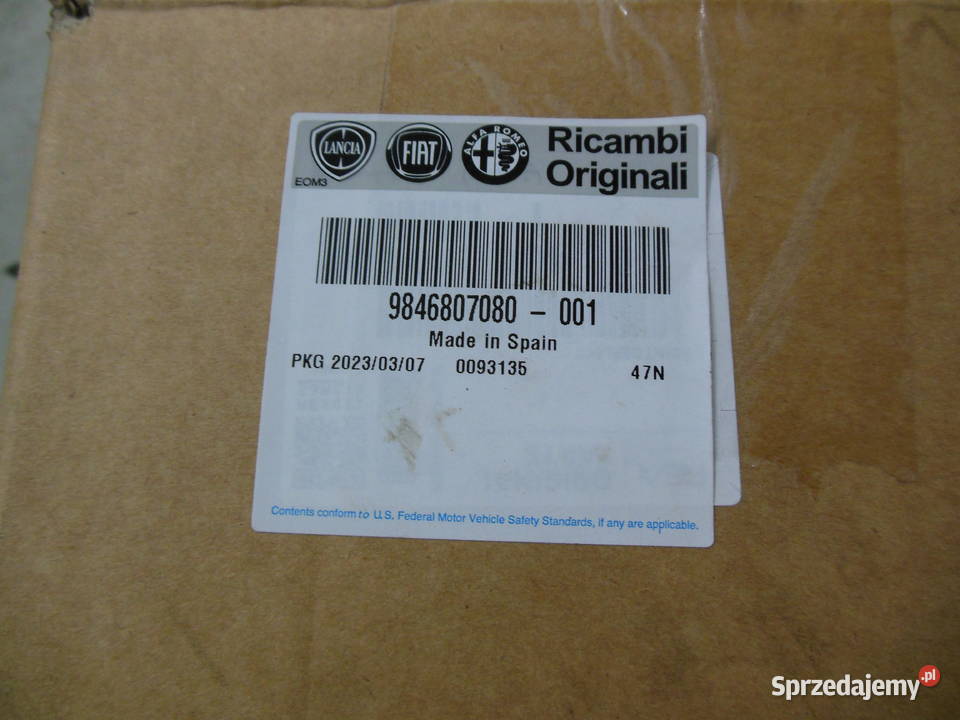 LANCIA
FIAT
ALFA ROMEO
Ricambi
Originali
EOM3
9846807080 - 001
Made in Spain
PKG 2023/03/07 0093135 47N
Contents conform to U.S. Federal Motor Vehicle Safety Standards, if any are applicable.
Sprzedajemy.pl